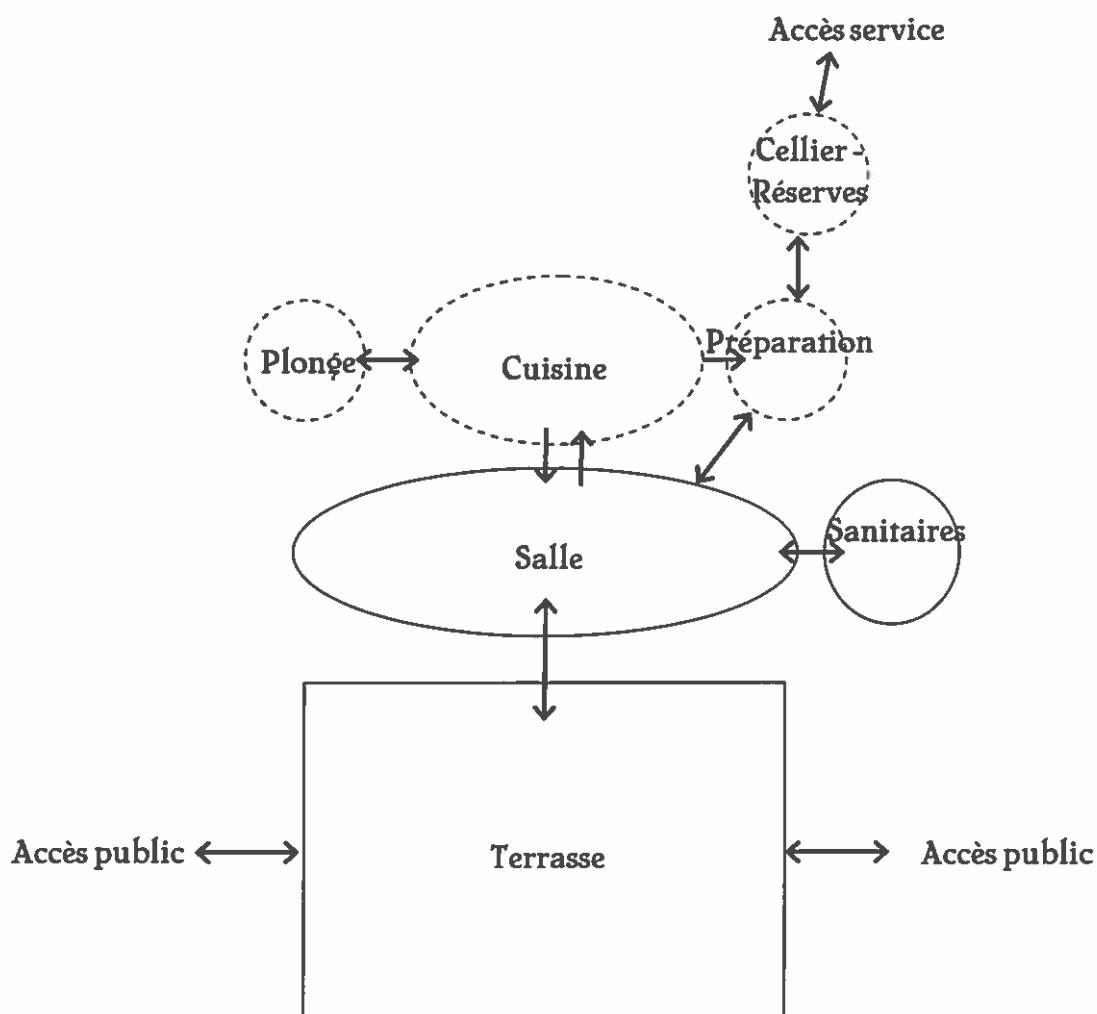 Accès service
Cellier -
Réserves
Préparation
Plonge
Cuisine
Sanitaires
Salle
Accès public
Terrasse
Accès public